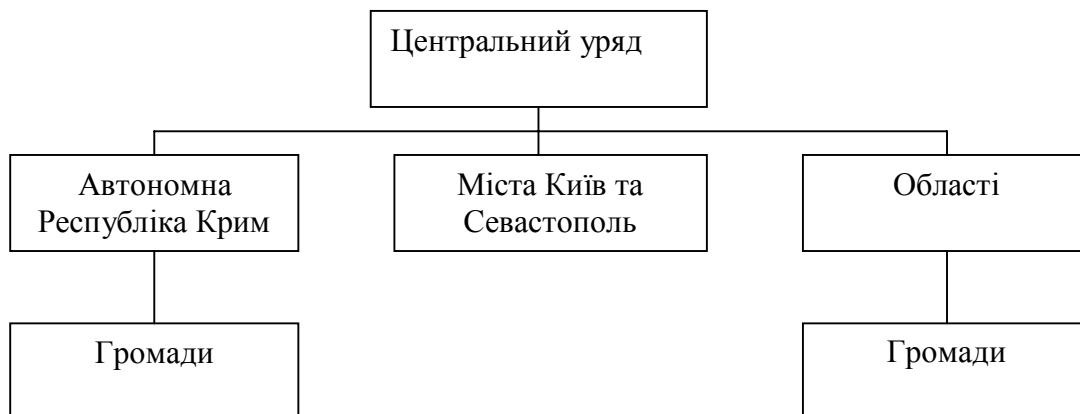 Центральний уряд
Автономна
Республіка Крим
Міста Київ та
Севастополь
Області
Громади
Громади